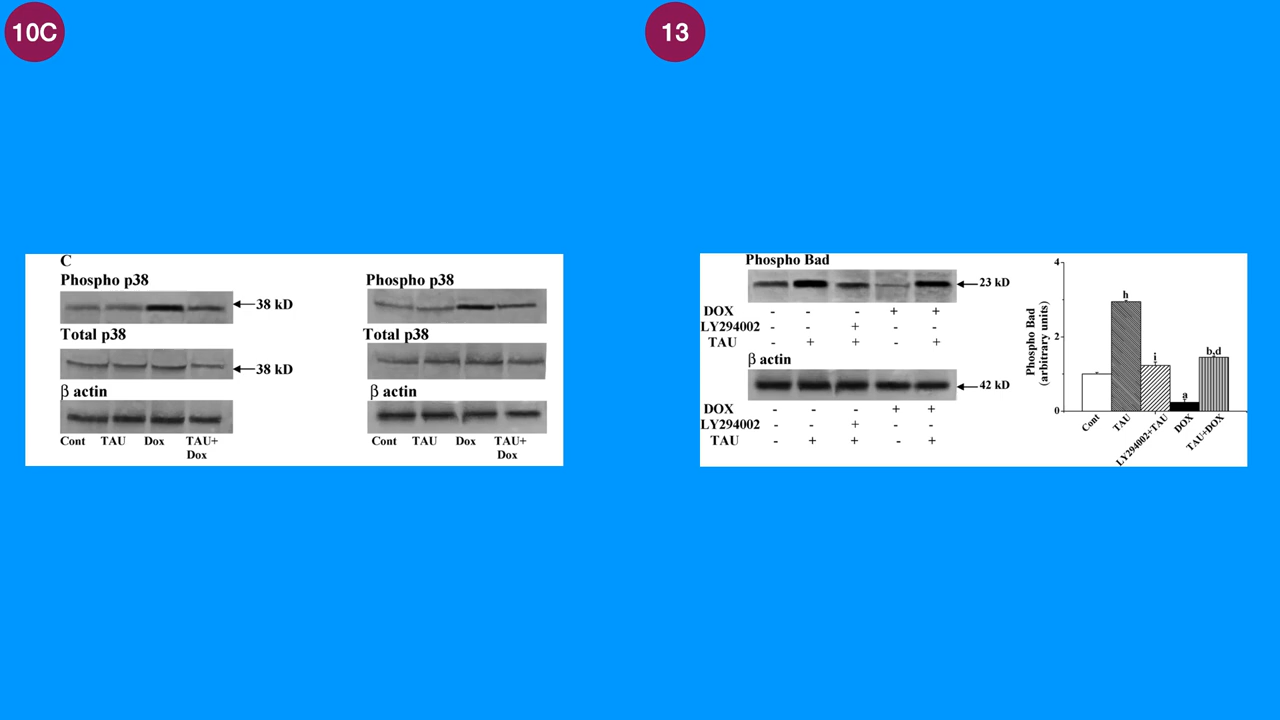 10C
13
C
Phospho p38
38 kD
Total p38
38 kD
β actin
Cont TAU Dox TAU+
Dox
Phospho p38
Total p38
β actin
Cont TAU Dox TAU+
Dox
Phospho Bad
23 kD
DOX - - - + +
LY294002 +
TAU - + + - +
β actin
42 kD
DOX - - - + +
LY294002 +
TAU - + + - +
Phospho Bad
(arbitrary units)
4
2
0
h
i
a
b,d
Cont
TAU
LY294002+TAU
DOX
TAU+DOX